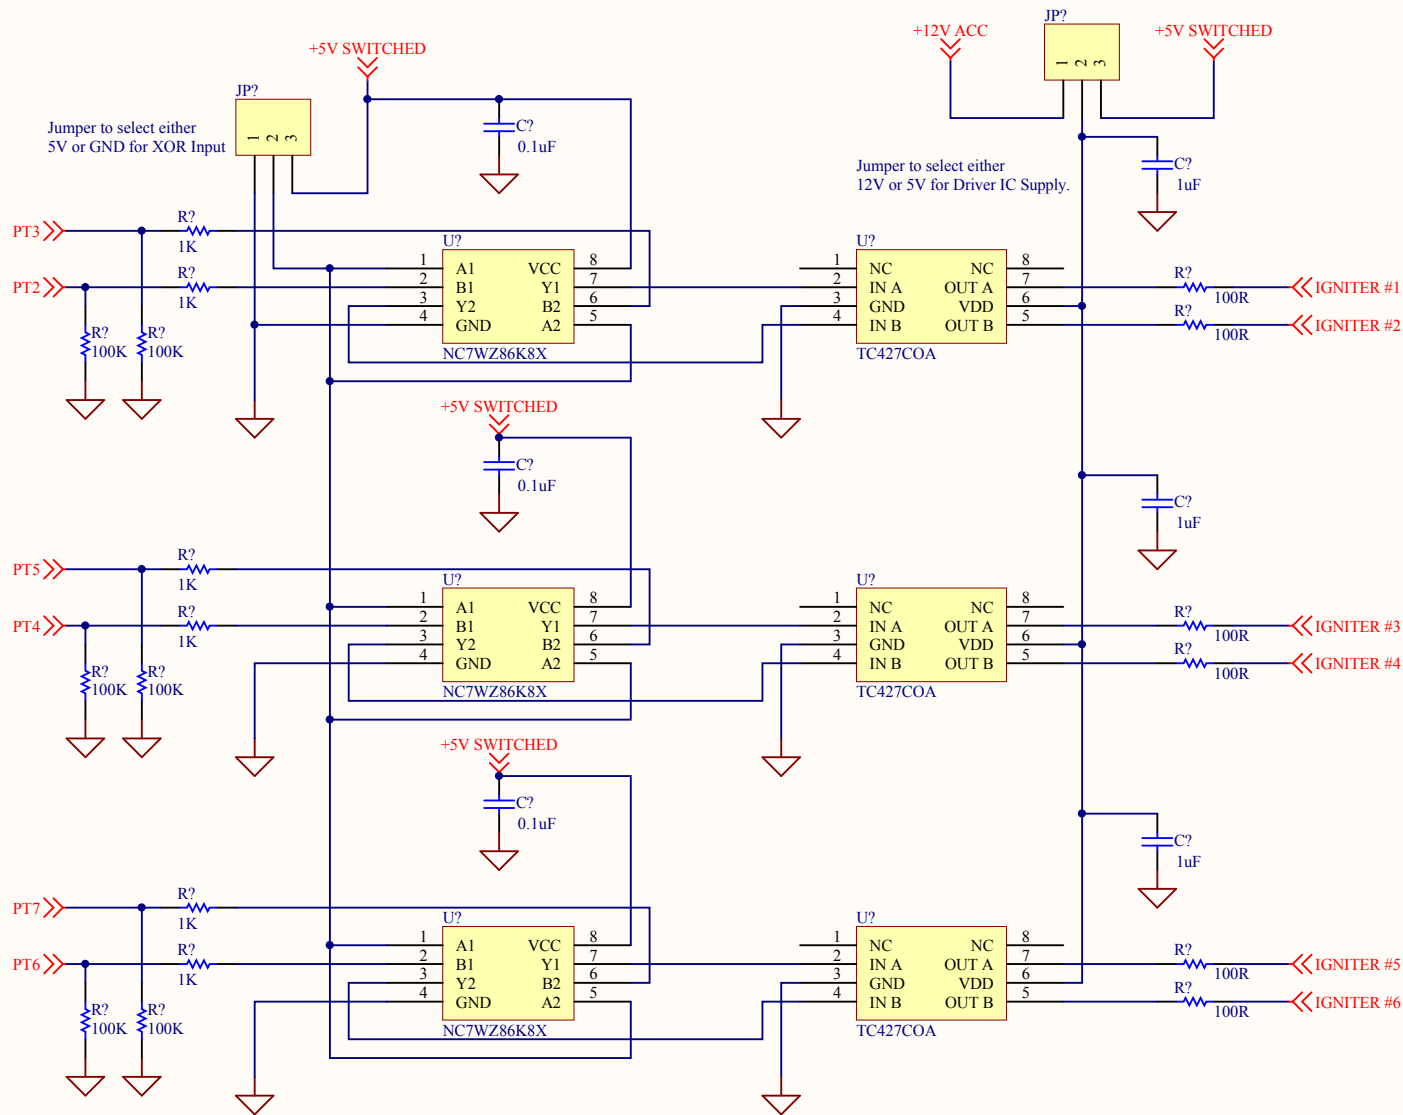 JP?
+12V ACC
+5V SWITCHED
1 2 3
+5V SWITCHED
JP?
1 2 3
Jumper to select either
5V or GND for XOR Input
C?
0.1uF
Jumper to select either
12V or 5V for Driver IC Supply.
C?
1uF
PT3
R?
1K
PT2
R?
1K
R?
100K
R?
100K
U?
1 A1 VCC 8
2 B1 Y1 7
3 Y2 B2 6
4 GND A2 5
NC7WZ86K8X
U?
1 NC NC 8
2 IN A OUT A 7
3 GND VDD 6
4 IN B OUT B 5
TC427COA
R?
100R
IGNITER #1
R?
100R
IGNITER #2
+5V SWITCHED
C?
0.1uF
C?
1uF
PT5
R?
1K
PT4
R?
1K
R?
100K
R?
100K
U?
1 A1 VCC 8
2 B1 Y1 7
3 Y2 B2 6
4 GND A2 5
NC7WZ86K8X
U?
1 NC NC 8
2 IN A OUT A 7
3 GND VDD 6
4 IN B OUT B 5
TC427COA
R?
100R
IGNITER #3
R?
100R
IGNITER #4
+5V SWITCHED
C?
0.1uF
C?
1uF
PT7
R?
1K
PT6
R?
1K
R?
100K
R?
100K
U?
1 A1 VCC 8
2 B1 Y1 7
3 Y2 B2 6
4 GND A2 5
NC7WZ86K8X
U?
1 NC NC 8
2 IN A OUT A 7
3 GND VDD 6
4 IN B OUT B 5
TC427COA
R?
100R
IGNITER #5
R?
100R
IGNITER #6